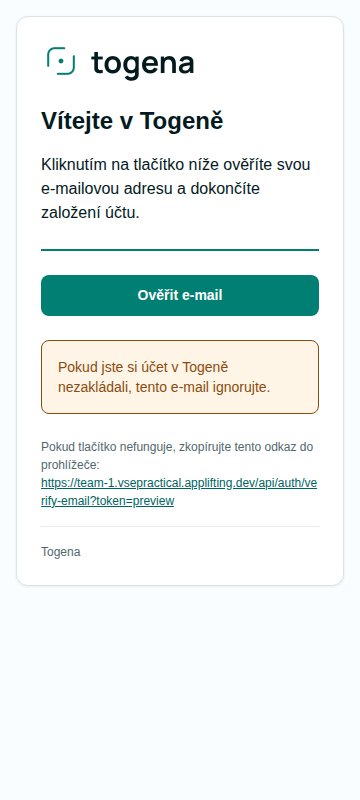 togena
Vítejte v Togeně
Kliknutím na tlačítko níže ověříte svou
e-mailovou adresu a dokončíte
založení účtu.
Ověřit e-mail
Pokud jste si účet v Togeně
nezakládali, tento e-mail ignorujte.
Pokud tlačítko nefunguje, zkopírujte tento odkaz do
prohlížeče:
https://team-1.vsepractical.applifting.dev/api/auth/ve
rify-email?token=preview
Togena